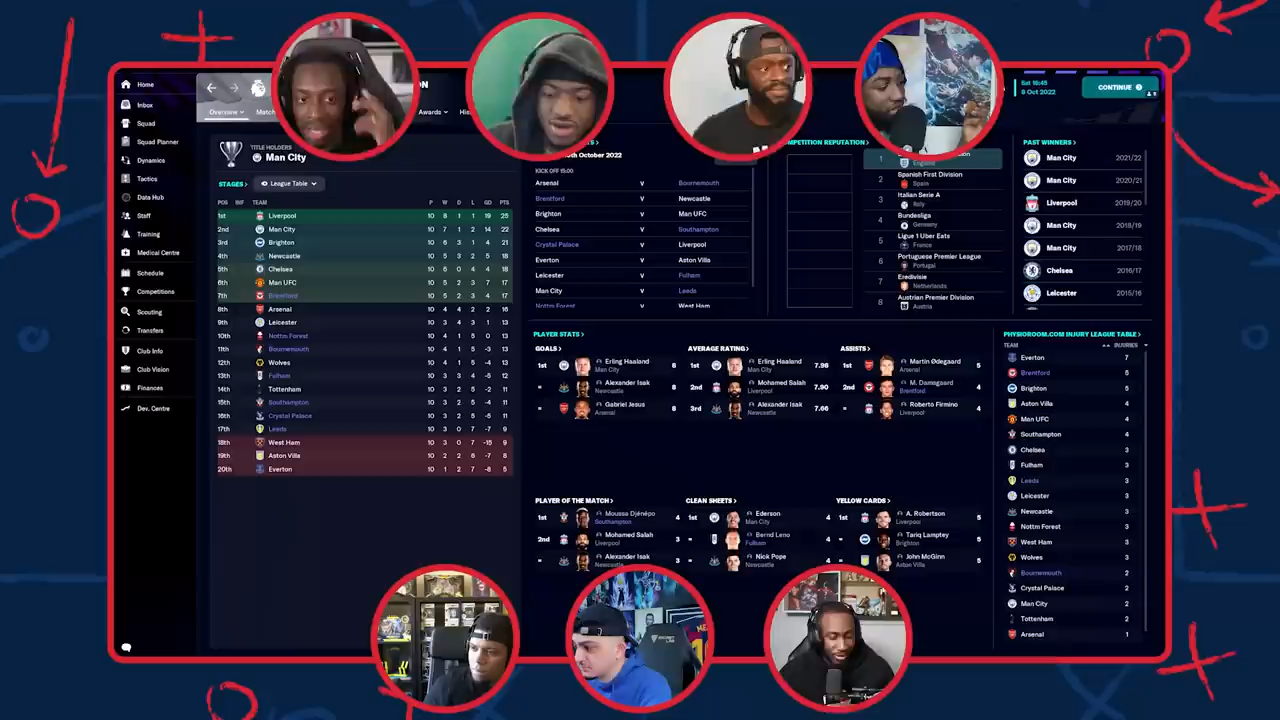 Home
Inbox
Squad
Squad Planner
Dynamics
Tactics
Data Hub
Staff
Training
Medical Centre
Schedule
Competitions
Scouting
Transfers
Club Info
Club Vision
Finances
Dev. Centre
Overview
Match
Awards
Sat 16:45
8 Oct 2022
CONTINUE
TITLE HOLDERS
Man City
STAGES >
League Table
POS INF TEAM P W D L GD PTS
1st Liverpool 10 8 1 1 19 25
2nd Man City 10 7 1 2 14 22
3rd Brighton 10 6 3 1 4 21
4th Newcastle 10 5 3 2 5 18
5th Chelsea 10 6 0 4 4 18
6th Man UFC 10 5 2 3 7 17
7th Brentford 10 5 2 3 4 17
8th Arsenal 10 4 4 2 2 16
9th Leicester 10 4 3 3 1 13
10th Nottm Forest 10 4 1 5 0 13
11th Bournemouth 10 4 1 5 -3 13
12th Wolves 10 4 1 5 -4 13
13th Fulham 10 3 3 4 -5 12
14th Tottenham 10 3 2 5 -2 11
15th Southampton 10 3 2 5 -4 11
16th Crystal Palace 10 3 2 5 -5 11
17th Leeds 10 3 0 7 -7 9
18th West Ham 10 3 0 7 -15 9
19th Aston Villa 10 2 2 6 -7 8
20th Everton 10 1 2 7 -8 5
October 2022
KICK OFF 15:00
Arsenal v Bournemouth
Brentford v Newcastle
Brighton v Man UFC
Chelsea v Southampton
Crystal Palace v Liverpool
Everton v Aston Villa
Leicester v Fulham
Man City v Leeds
Nottm Forest v West Ham
REPUTATION >
1
England
2 Spanish First Division
Spain
3 Italian Serie A
Italy
4 Bundesliga
Germany
5 Ligue 1 Uber Eats
France
6 Portuguese Premier League
Portugal
7 Eredivisie
Netherlands
8 Austrian Premier Division
Austria
PAST WINNERS >
Man City 2021/22
Man City 2020/21
Liverpool 2019/20
Man City 2018/19
Man City 2017/18
Chelsea 2016/17
Leicester 2015/16
PLAYER STATS >
GOALS >
1st Erling Haaland
Man City
= Alexander Isak 8
Newcastle
= Gabriel Jesus 8
Arsenal
AVERAGE RATING >
1st Erling Haaland 7.98
Man City
2nd Mohamed Salah 7.90
Liverpool
3rd Alexander Isak 7.66
Newcastle
ASSISTS >
1st Martin Ødegaard 5
Arsenal
2nd M. Damsgaard 4
Brentford
= Roberto Firmino 4
Liverpool
PLAYER OF THE MATCH >
1st Moussa Djénépo 4
Southampton
2nd Mohamed Salah 3
Liverpool
= Alexander Isak 3
Newcastle
CLEAN SHEETS >
1st Ederson 4
Man City
= Bernd Leno 4
Fulham
= Nick Pope 4
Newcastle
YELLOW CARDS >
1st A. Robertson 5
Liverpool
= Tariq Lamptey 5
Brighton
= John McGinn 5
Aston Villa
PHYSIOROOM.COM INJURY LEAGUE TABLE >
TEAM INJURIES
Everton 7
Brentford
Brighton 5
Aston Villa 4
Man UFC 4
Southampton 4
Chelsea 3
Fulham 3
Leeds 3
Leicester 3
Newcastle 3
Nottm Forest 3
West Ham 3
Wolves 3
Bournemouth 2
Crystal Palace 2
Man City 2
Tottenham 2
Arsenal 1